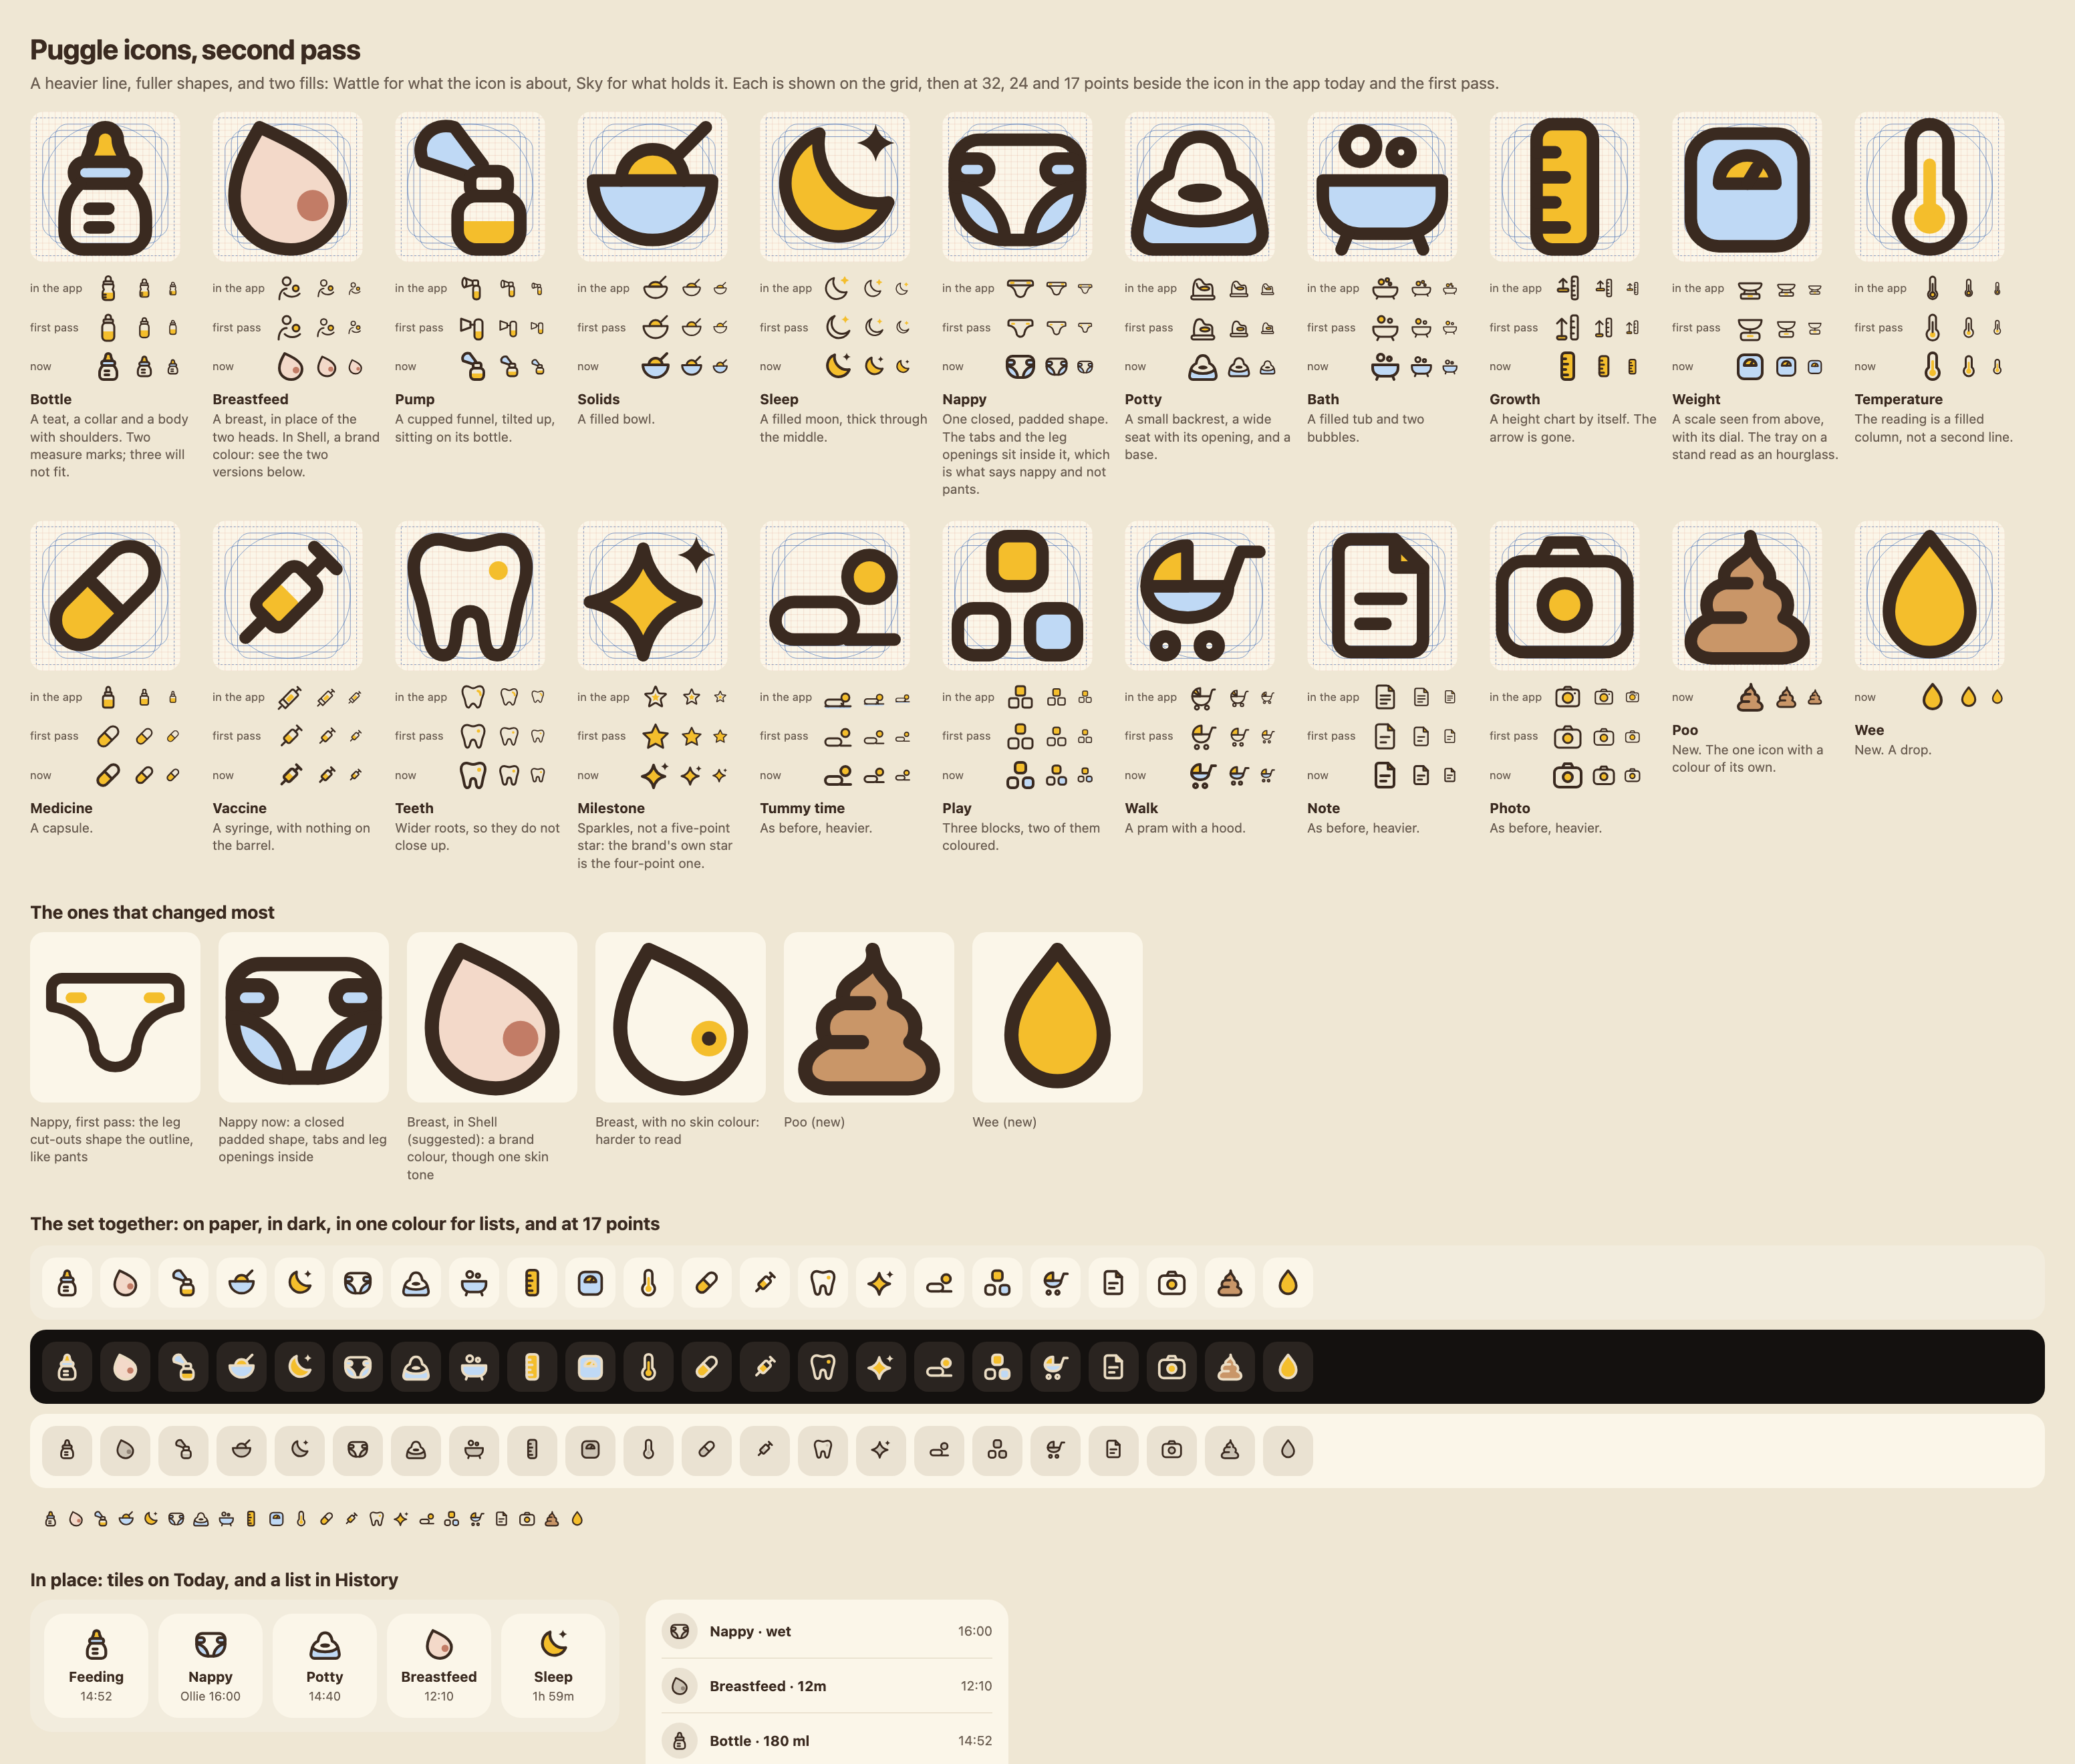 Puggle icons, second pass
A heavier line, fuller shapes, and two fills: Wattle for what the icon is about, Sky for what holds it. Each is shown on the grid, then at 32, 24 and 17 points beside the icon in the app today and the first pass.
in the app
first pass
now
Bottle
A teat, a collar and a body
with shoulders. Two
measure marks; three will
not fit.
in the app
first pass
now
Breastfeed
A breast, in place of the
two heads. In Shell, a brand
colour: see the two
versions below.
in the app
first pass
now
Pump
A cupped funnel, tilted up,
sitting on its bottle.
in the app
first pass
now
Solids
A filled bowl.
in the app
first pass
now
Sleep
A filled moon, thick through
the middle.
in the app
first pass
now
Nappy
One closed, padded shape.
The tabs and the leg
openings sit inside it, which
is what says nappy and not
pants.
in the app
first pass
now
Potty
A small backrest, a wide
seat with its opening, and a
base.
in the app
first pass
now
Bath
A filled tub and two
bubbles.
in the app
first pass
now
Growth
A height chart by itself. The
arrow is gone.
in the app
first pass
now
Weight
A scale seen from above,
with its dial. The tray on a
stand read as an hourglass.
in the app
first pass
now
Temperature
The reading is a filled
column, not a second line.
in the app
first pass
now
Medicine
A capsule.
in the app
first pass
now
Vaccine
A syringe, with nothing on
the barrel.
in the app
first pass
now
Teeth
Wider roots, so they do not
close up.
in the app
first pass
now
Milestone
Sparkles, not a five-point
star: the brand's own star
is the four-point one.
in the app
first pass
now
Tummy time
As before, heavier.
in the app
first pass
now
Play
Three blocks, two of them
coloured.
in the app
first pass
now
Walk
A pram with a hood.
in the app
first pass
now
Note
As before, heavier.
in the app
first pass
now
Photo
As before, heavier.
now
Poo
New. The one icon with a
colour of its own.
now
Wee
New. A drop.
The ones that changed most
Nappy, first pass: the leg
cut-outs shape the outline,
like pants
Nappy now: a closed
padded shape, tabs and leg
openings inside
Breast, in Shell
(suggested): a brand
colour, though one skin
tone
Breast, with no skin colour:
harder to read
Poo (new)
Wee (new)
The set together: on paper, in dark, in one colour for lists, and at 17 points
In place: tiles on Today, and a list in History
Feeding
14:52
Nappy
Ollie 16:00
Potty
14:40
Breastfeed
12:10
Sleep
1h 59m
Nappy · wet 16:00
Breastfeed · 12m 12:10
Bottle · 180 ml 14:52